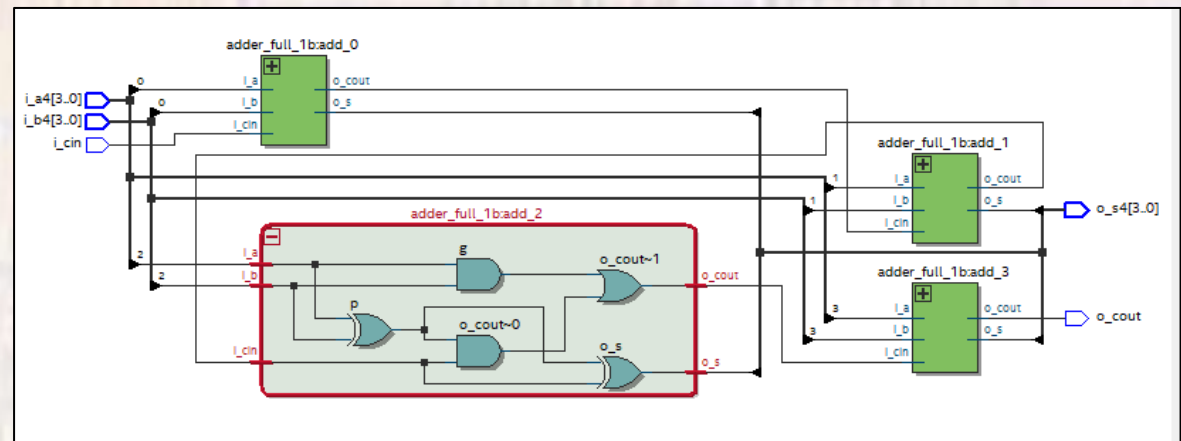 adder_full_1b:add_0
0
i_a
o_cout
i_a4[3..0]
0
i_b
o_s
i_b4[3..0]
i_cin
i_cin
adder_full_1b:add_1
1
i_a
o_cout
1
i_b
o_s
o_s4[3..0]
i_cin
adder_full_1b:add_2
2
i_a
g
o_cout~1
o_cout
2
i_b
p
o_cout~0
o_s
i_cin
o_s
adder_full_1b:add_3
3
i_a
o_cout
o_cout
3
i_b
o_s
i_cin